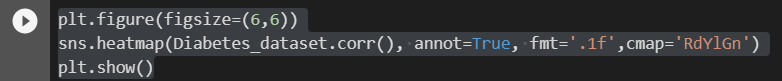 plt.figure(figsize=(6,6))
sns.heatmap(Diabetes_dataset.corr(), annot=True, fmt='.1f',cmap='RdYlGn')
plt.show()